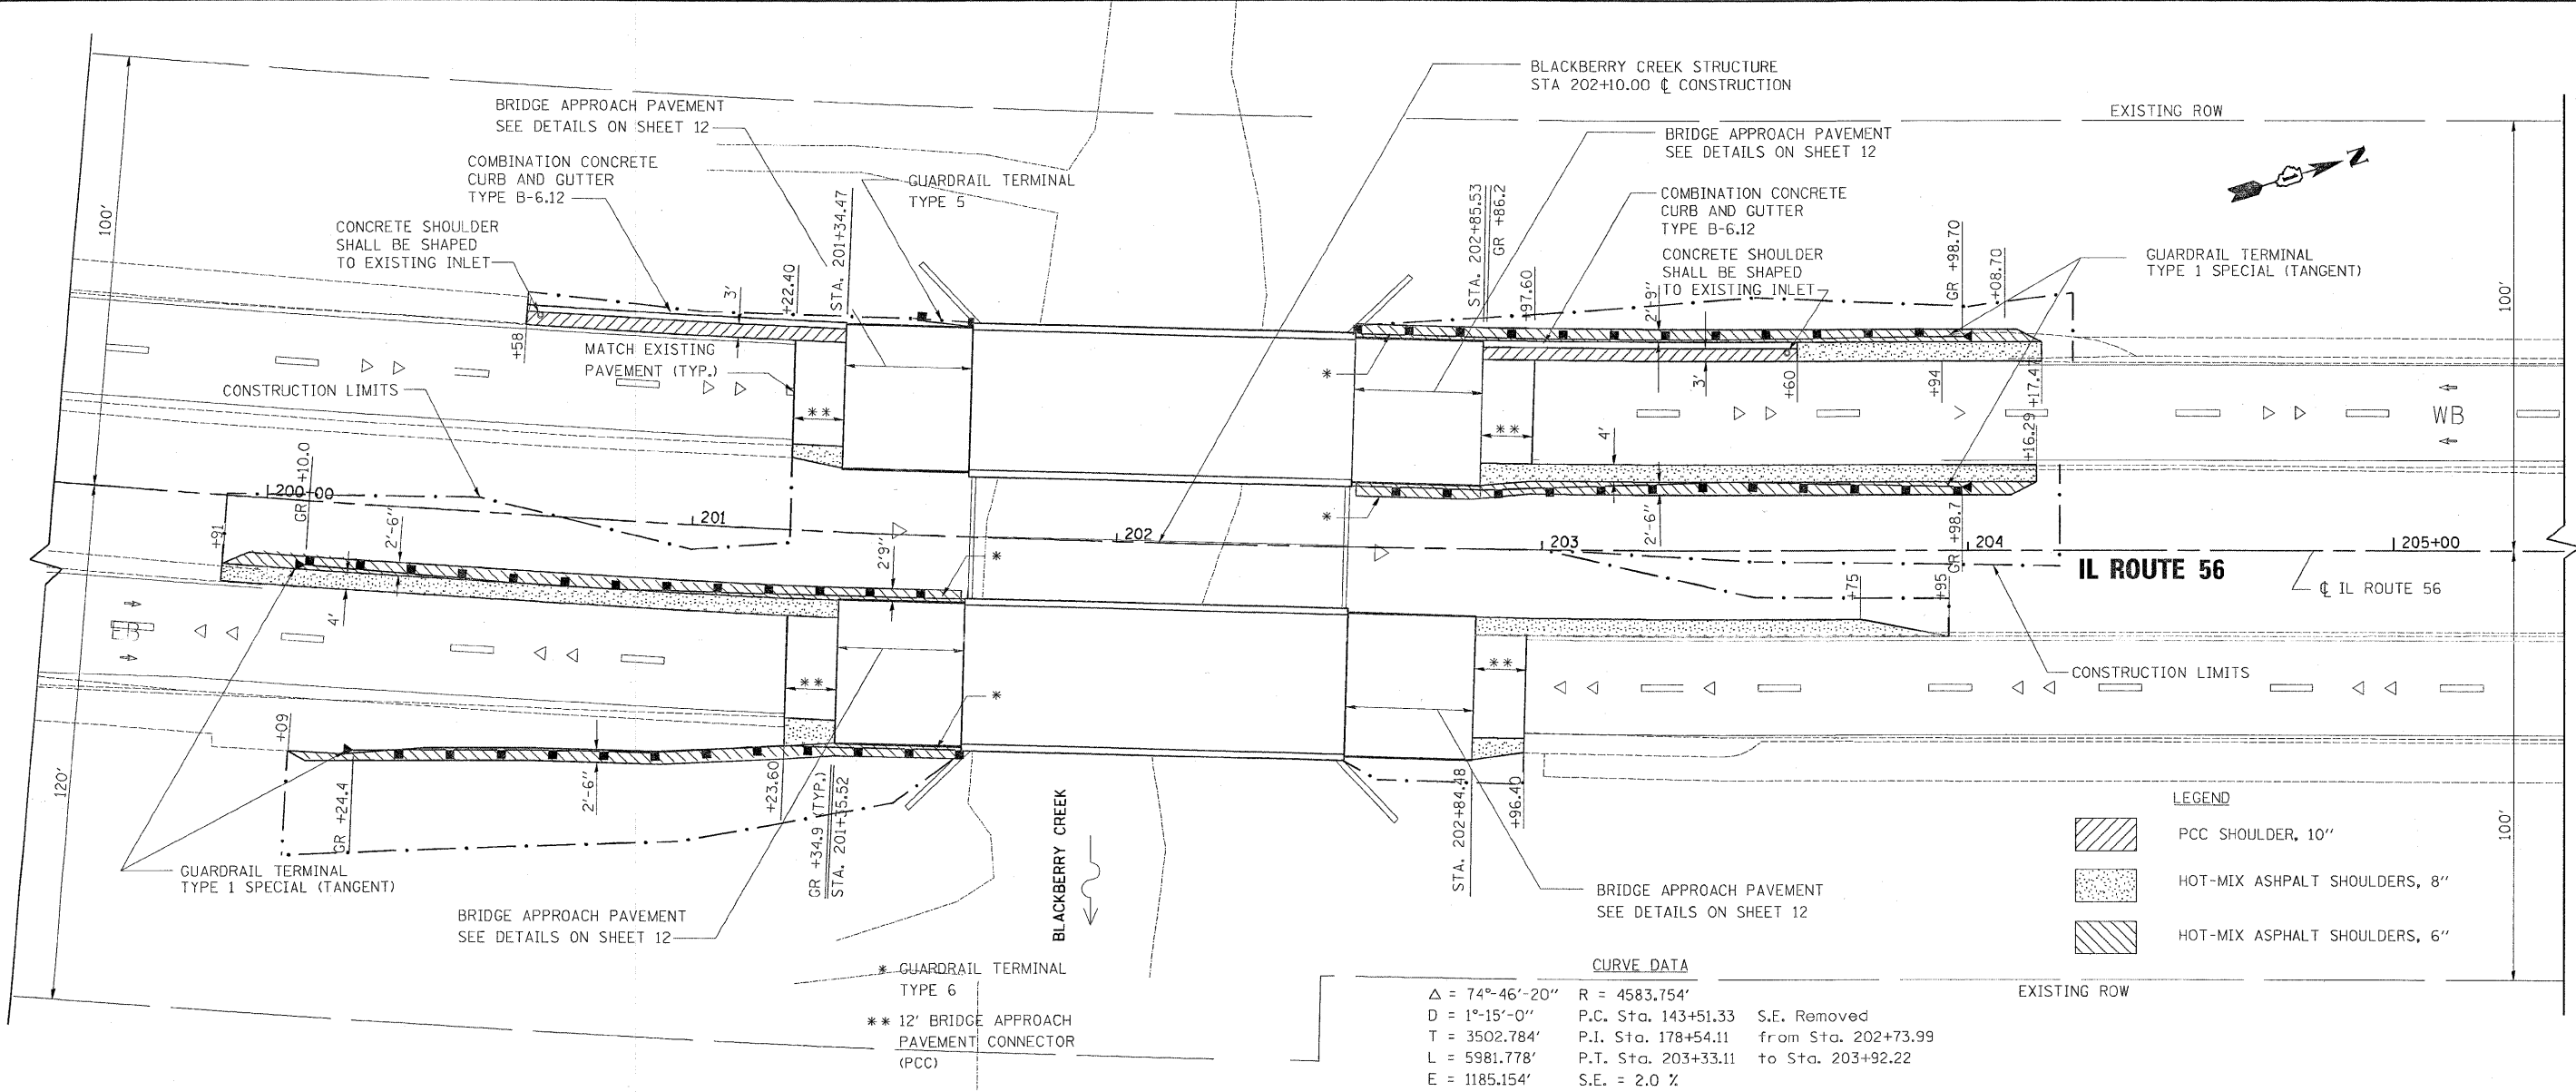 BLACKBERRY CREEK STRUCTURE
STA 202+10.00 ℄ CONSTRUCTION
EXISTING ROW
BRIDGE APPROACH PAVEMENT
SEE DETAILS ON SHEET 12
BRIDGE APPROACH PAVEMENT
SEE DETAILS ON SHEET 12
COMBINATION CONCRETE
CURB AND GUTTER
TYPE B-6.12
GUARDRAIL TERMINAL
TYPE 5
COMBINATION CONCRETE
CURB AND GUTTER
TYPE B-6.12
N
CONCRETE SHOULDER
SHALL BE SHAPED
TO EXISTING INLET
CONCRETE SHOULDER
SHALL BE SHAPED
TO EXISTING INLET
GUARDRAIL TERMINAL
TYPE 1 SPECIAL (TANGENT)
100'
3'
+22.40
STA. 201+34.47
STA. 202+85.53
GR +86.2
+97.60
2'-9"
GR +98.70
+08.70
100'
+58
MATCH EXISTING
PAVEMENT (TYP.)
CONSTRUCTION LIMITS
**
*
3'
+60
+94
+17.41
+16.29
WB
**
4'
GR +10.0
200+00
+91
2'-6"
201
2'9"
*
202
*
2'-6"
203
GR +98.7
204
205+00
IL ROUTE 56
℄ IL ROUTE 56
4'
EB
+75
+95
**
*
**
CONSTRUCTION LIMITS
+09
120'
GR +24.4
2'-6"
+23.60
GR +34.9 (TYP.)
STA. 201+35.52
BLACKBERRY CREEK
STA. 202+84.48
+96.40
100'
GUARDRAIL TERMINAL
TYPE 1 SPECIAL (TANGENT)
BRIDGE APPROACH PAVEMENT
SEE DETAILS ON SHEET 12
BRIDGE APPROACH PAVEMENT
SEE DETAILS ON SHEET 12
LEGEND
PCC SHOULDER, 10"
HOT-MIX ASHPALT SHOULDERS, 8"
HOT-MIX ASPHALT SHOULDERS, 6"
* GUARDRAIL TERMINAL
TYPE 6
** 12' BRIDGE APPROACH
PAVEMENT CONNECTOR
(PCC)
EXISTING ROW
CURVE DATA
Δ = 74°-46'-20" R = 4583.754'
D = 1°-15'-0" P.C. Sta. 143+51.33 S.E. Removed
T = 3502.784' P.I. Sta. 178+54.11 from Sta. 202+73.99
L = 5981.778' P.T. Sta. 203+33.11 to Sta. 203+92.22
E = 1185.154' S.E. = 2.0 %